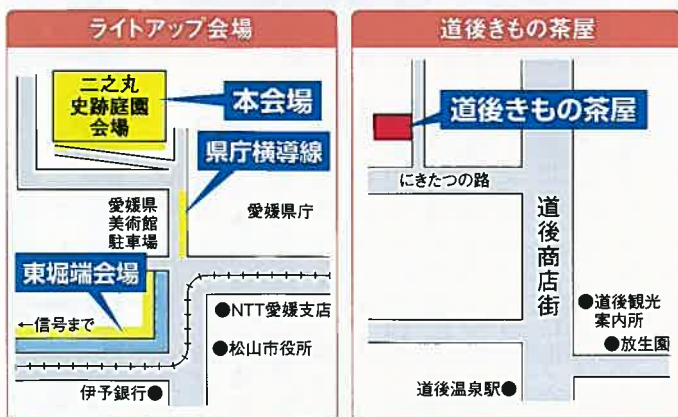 ライトアップ会場
二之丸
史跡庭園
会場
本会場
県庁横導線
愛媛県
美術館
駐車場
愛媛県庁
東堀端会場
←信号まで
●NTT愛媛支店
●松山市役所
伊予銀行●
道後きもの茶屋
道後きもの茶屋
にきたつの路
道後商店街
●道後観光
案内所
●放生園
道後温泉駅●